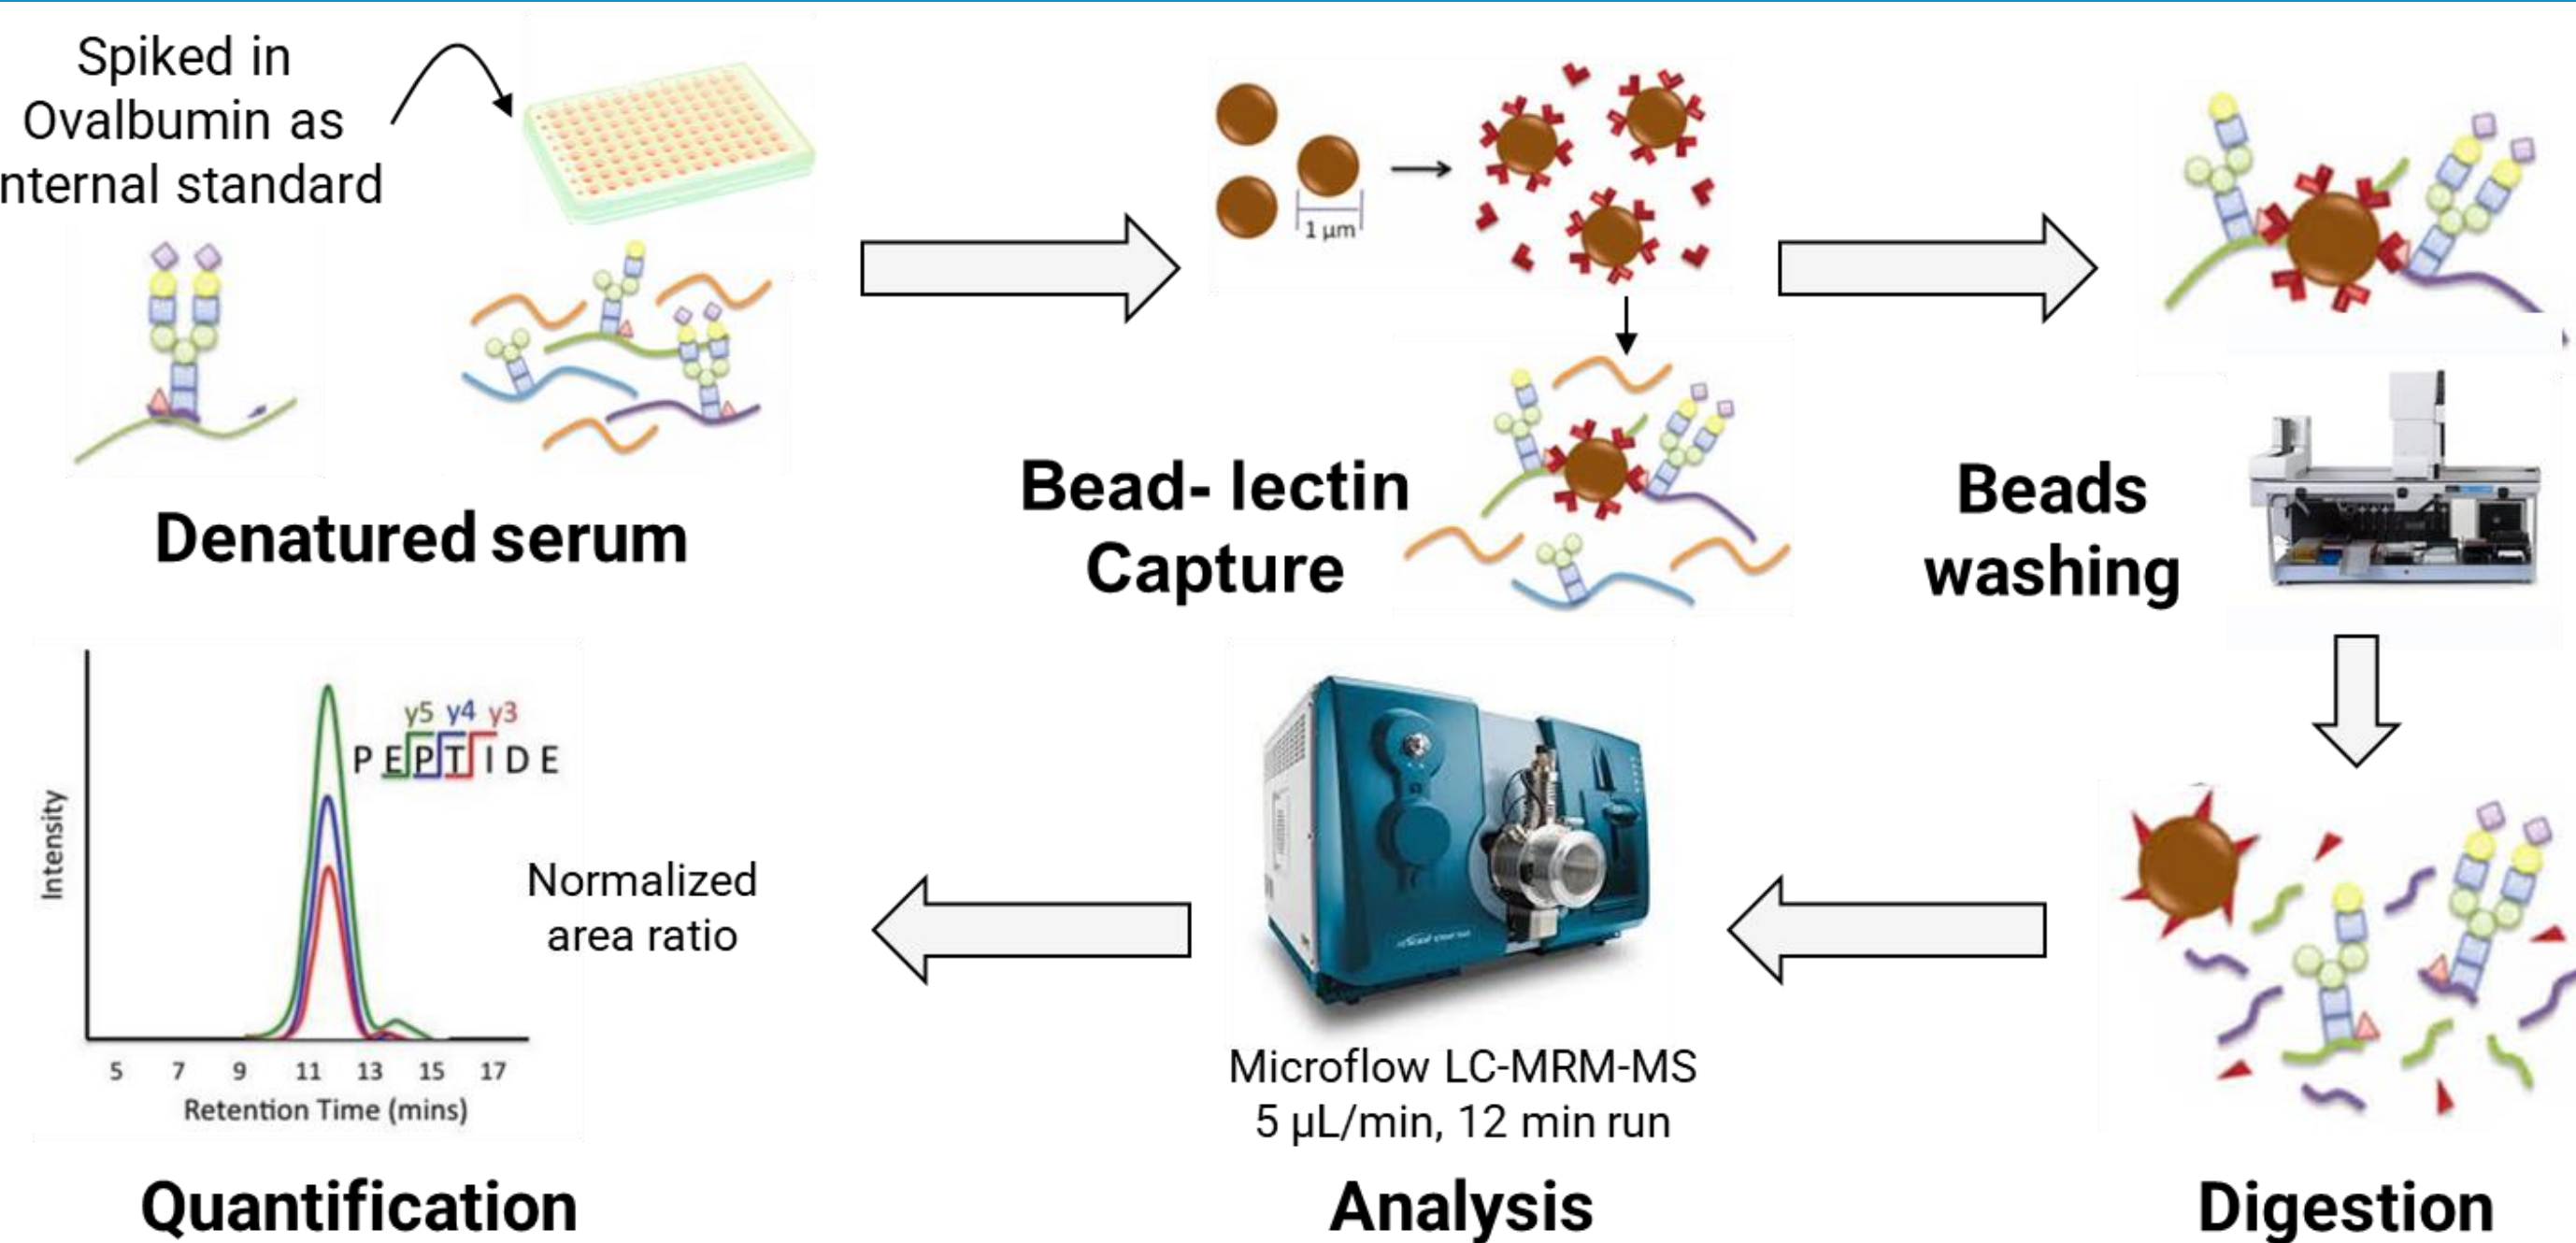 Spiked in
Ovalbumin as
nternal standard
1 µm
Denatured serum
Bead- lectin
Capture
Beads
washing
y5 y4 y3
PEPTIDE
Intensity
5 7 9 11 13 15 17
Retention Time (mins)
Normalized
area ratio
Quantification
Microflow LC-MRM-MS
5 µL/min, 12 min run
Analysis
Digestion